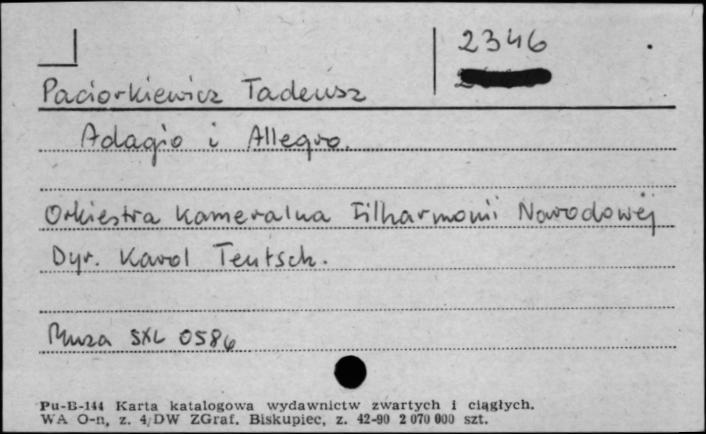 2346
Paciorkiewicz Tadeusz
Adagio i Allegro.
Orkiestra Kameralna Filharmonii Narodowej
Dyr. Karol Teutsch.
Muza SXL 0586
Pu-B-144 Karta katalogowa wydawnictw zwartych i ciągłych.
WA O-n, z. 4/DW ZGraf. Biskupiec, z. 42-90 2 070 000 szt.